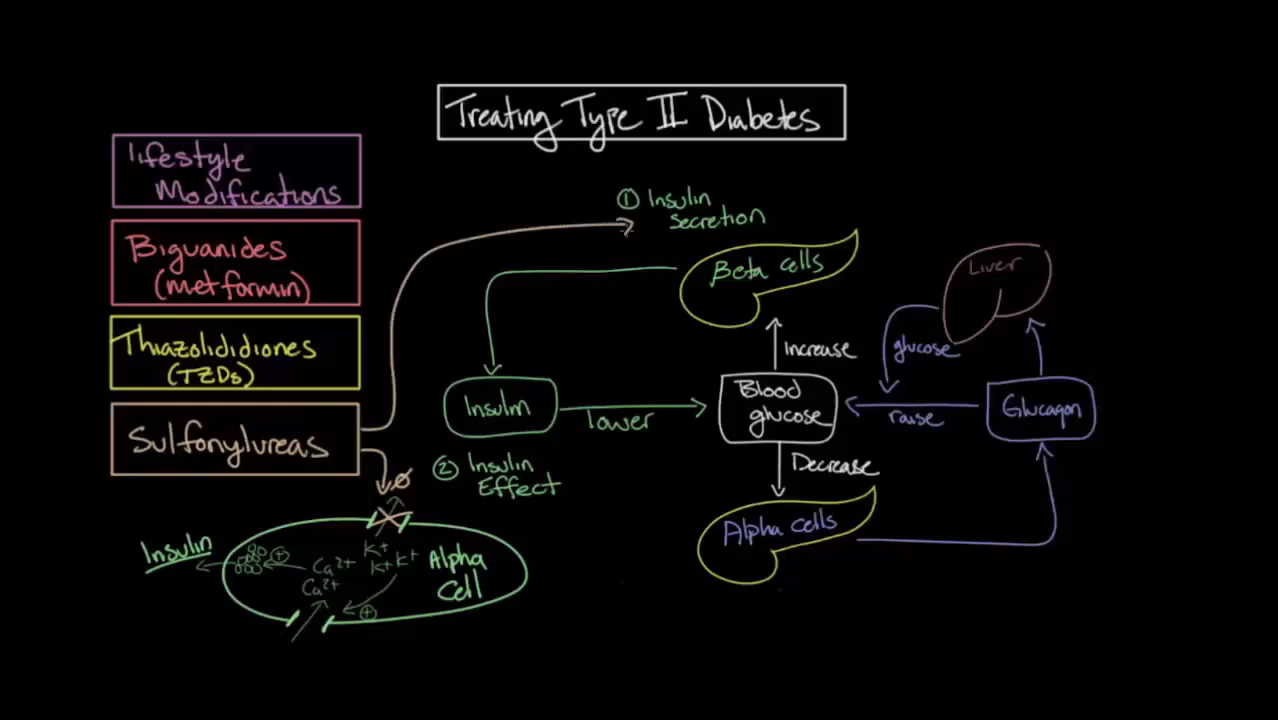 Treating Type II Diabetes
Lifestyle
Modifications
Biguanides
(metformin)
Thiazolididiones
(TZDs)
Sulfonylureas
① Insulin
Secretion
Beta cells
Liver
Increase
glucose
Insulin
lower
Blood
glucose
raise
Glucagon
② Insulin
Effect
Decrease
Alpha cells
Ø
Insulin
+
Ca2+
Ca2+
K+
K+ K+
+
Alpha
Cell